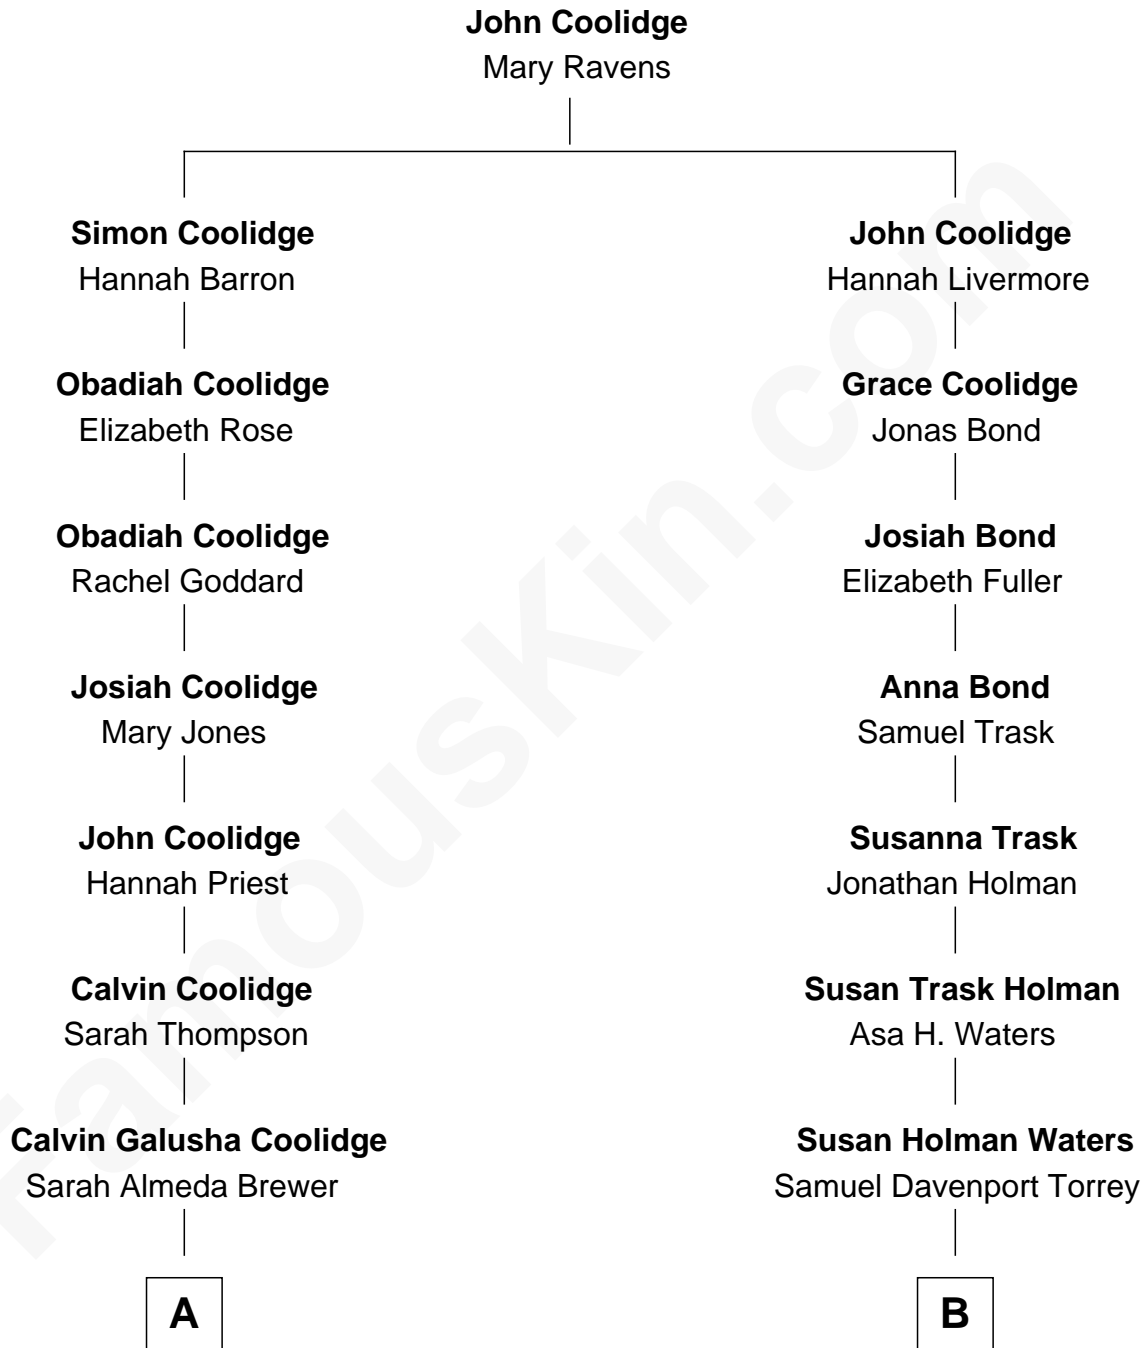 John Coolidge
Mary Ravens
Simon Coolidge
Hannah Barron
John Coolidge
Hannah Livermore
Obadiah Coolidge
Elizabeth Rose
Grace Coolidge
Jonas Bond
Obadiah Coolidge
Rachel Goddard
Josiah Bond
Elizabeth Fuller
Josiah Coolidge
Mary Jones
Anna Bond
Samuel Trask
John Coolidge
Hannah Priest
Susanna Trask
Jonathan Holman
Calvin Coolidge
Sarah Thompson
Susan Trask Holman
Asa H. Waters
Calvin Galusha Coolidge
Sarah Almeda Brewer
Susan Holman Waters
Samuel Davenport Torrey
A
B
FamousKin.com